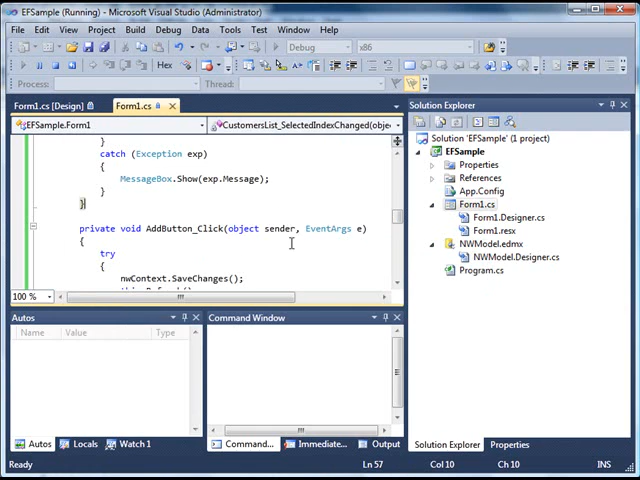 EFSample (Running) - Microsoft Visual Studio (Administrator)
File Edit View Project Build Debug Data Tools Test Window Help
Debug x86
Hex
Process:
Form1.cs [Design] Form1.cs
EFSample.Form1 CustomersList_SelectedIndexChanged(objec
}
catch (Exception exp)
{
MessageBox.Show(exp.Message);
}
}
private void AddButton_Click(object sender, EventArgs e)
{
try
{
nwContext.SaveChanges();
100 %
Autos
Name Value Type
Command Window
Autos Locals Watch 1
Command... Immediate... Output
Solution Explorer
Solution 'EFSample' (1 project)
EFSample
Properties
References
App.Config
Form1.cs
Form1.Designer.cs
Form1.resx
NWModel.edmx
NWModel.Designer.cs
Program.cs
Solution Explorer Properties
Ready Ln 57 Col 10 Ch 10 INS